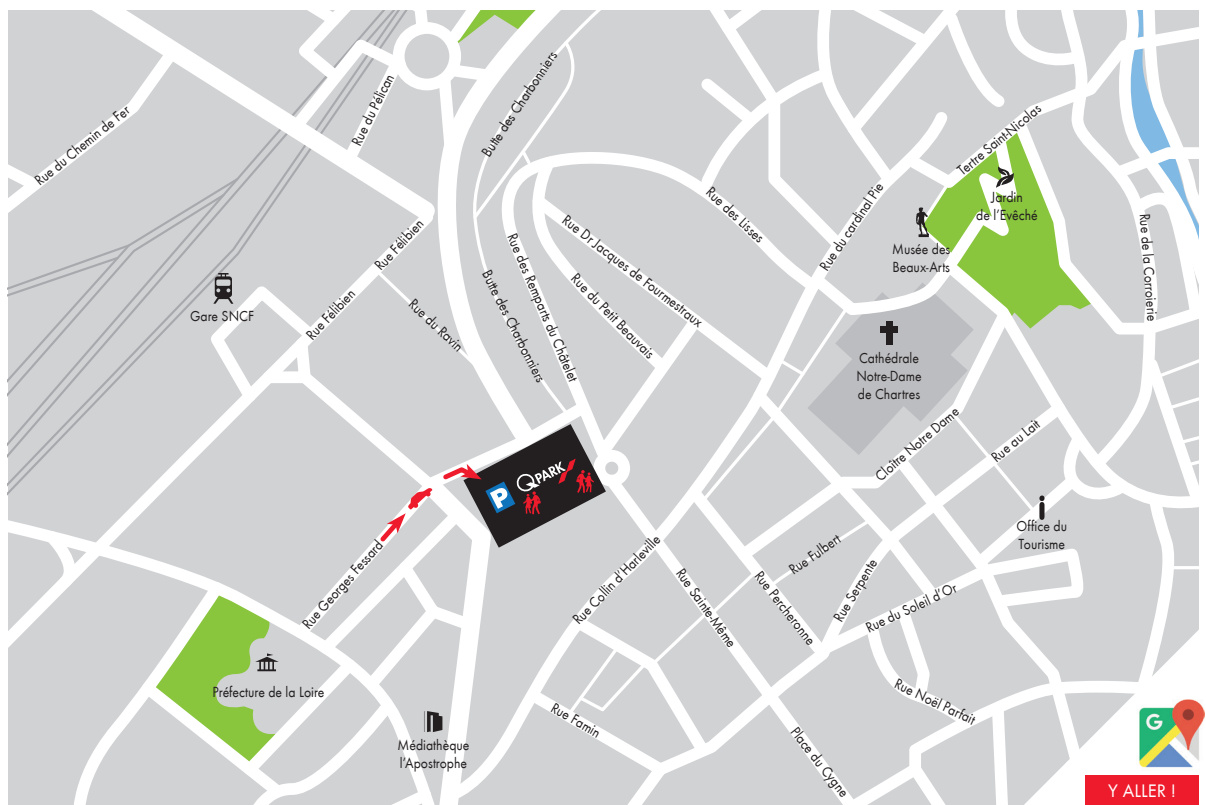 Rue du Chemin de Fer
Rue du Pélican
Butte des Charbonniers
Tertre Saint-Nicolas
Jardin
de l'Evêché
Rue des Lisses
Rue du cardinal Pie
Musée des
Beaux-Arts
Rue de la Corroierie
Rue Félibien
Rue Dr Jacques de Fourmestraux
Rue des Remparts du Châtelet
Rue du Petit Beauvais
Butte des Charbonniers
Gare SNCF
Rue Félibien
Rue du Ravin
Cathédrale
Notre-Dame
de Chartres
Cloître Notre Dame
Rue au Lait
P
Q PARK
Office du
Tourisme
Rue Georges Fessard
Rue Collin d'Harleville
Rue Sainte-Même
Rue Percheronne
Rue Fulbert
Rue Serpente
Rue du Soleil d'Or
Préfecture de la Loire
Rue Noël Parfait
Rue Famin
Médiathèque
l'Apostrophe
Place du Cygne
G
Y ALLER !